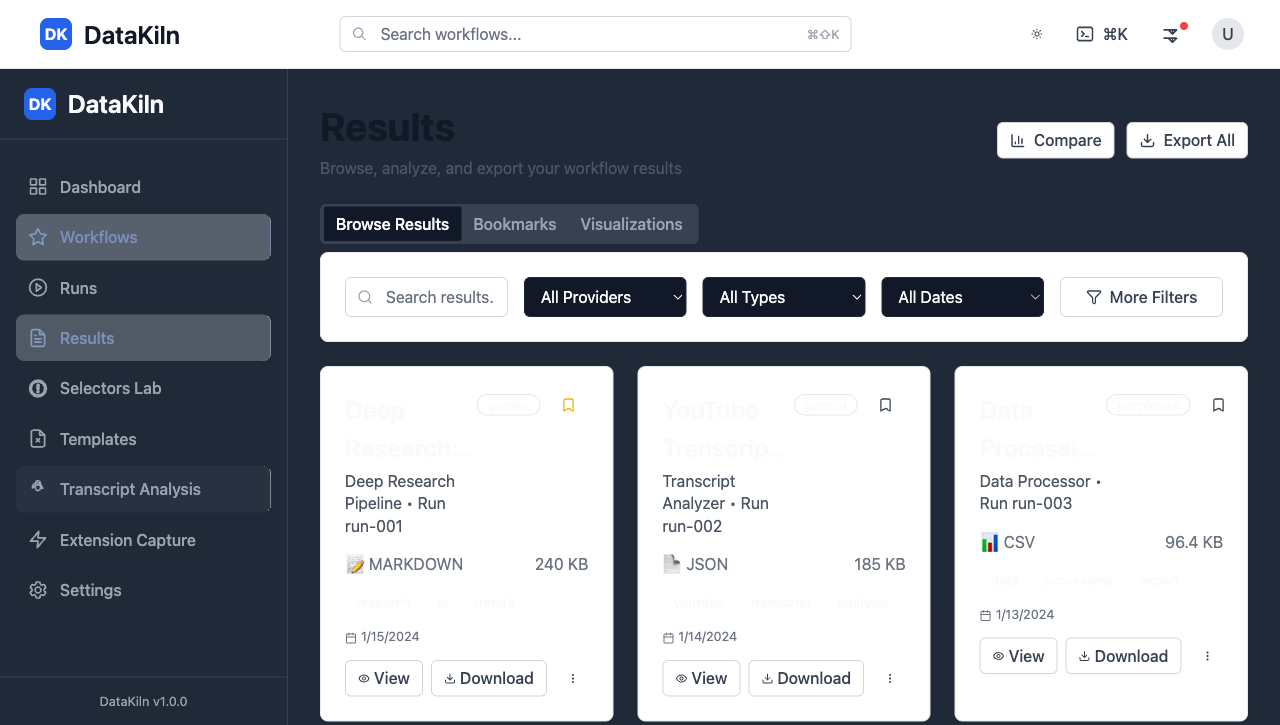 DK DataKiln
Search workflows... ⌘⇧K
⌘K
U
DK DataKiln
Dashboard
Workflows
Runs
Results
Selectors Lab
Templates
Transcript Analysis
Extension Capture
Settings
DataKiln v1.0.0
Results
Browse, analyze, and export your workflow results
Compare
Export All
Browse Results Bookmarks Visualizations
Search results.
All Providers
All Types
All Dates
More Filters
Deep
Research:...
gemini
Deep Research
Pipeline • Run
run-001
MARKDOWN 240 KB
research ai trends
1/15/2024
View Download
YouTube
Transcrip...
gemini
Transcript
Analyzer • Run
run-002
JSON 185 KB
youtube transcript analysis
1/14/2024
View Download
Data
Processi...
perplexity
Data Processor •
Run run-003
CSV 96.4 KB
data processing export
1/13/2024
View Download